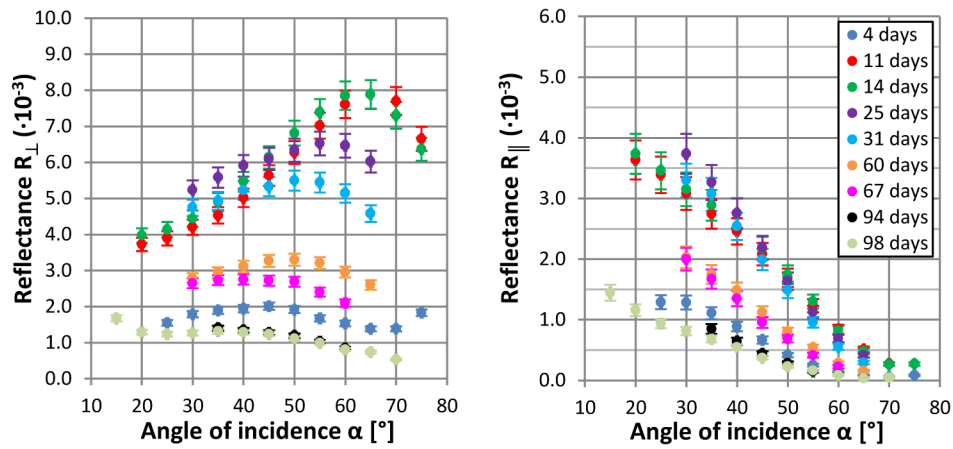 Reflectance R⊥ (·10⁻³)
10.0
9.0
8.0
7.0
6.0
5.0
4.0
3.0
2.0
1.0
0.0
10 20 30 40 50 60 70 80
Angle of incidence α [°]
Reflectance R∥ (·10⁻³)
6.0
5.0
4.0
3.0
2.0
1.0
0.0
10 20 30 40 50 60 70 80
Angle of incidence α [°]
4 days
11 days
14 days
25 days
31 days
60 days
67 days
94 days
98 days